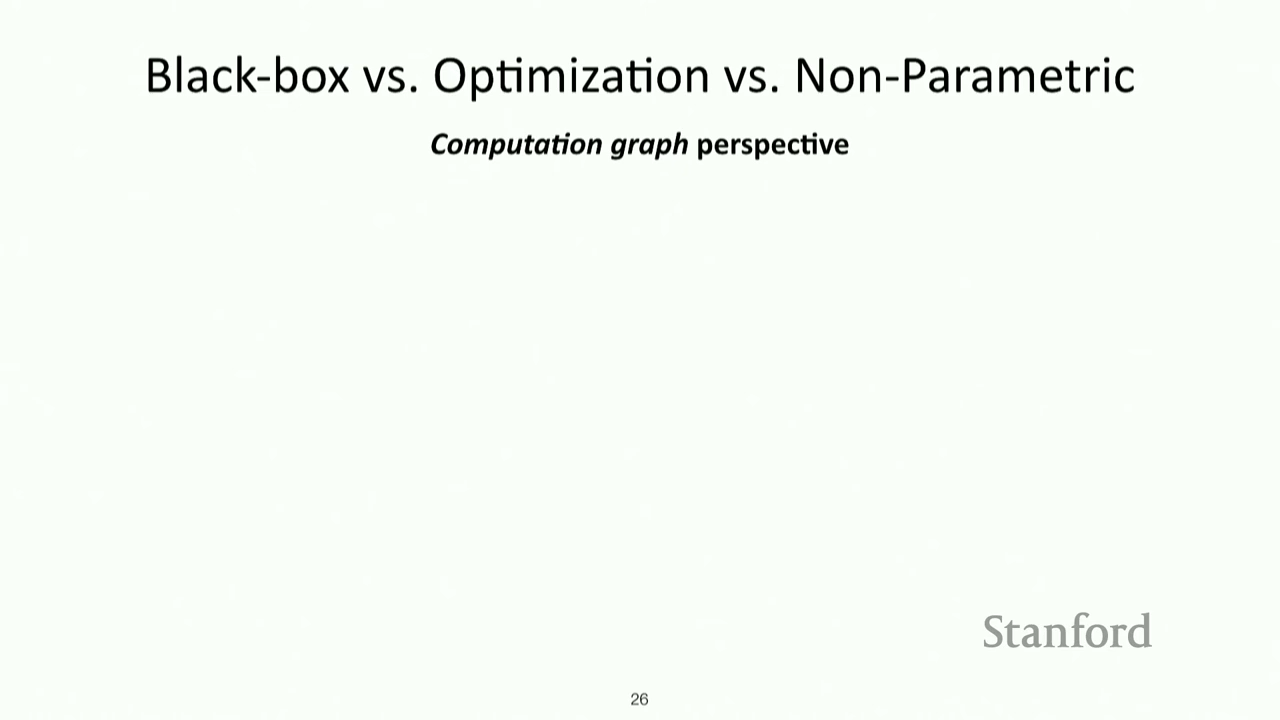 Black-box vs. Optimization vs. Non-Parametric
Computation graph perspective
Stanford
26